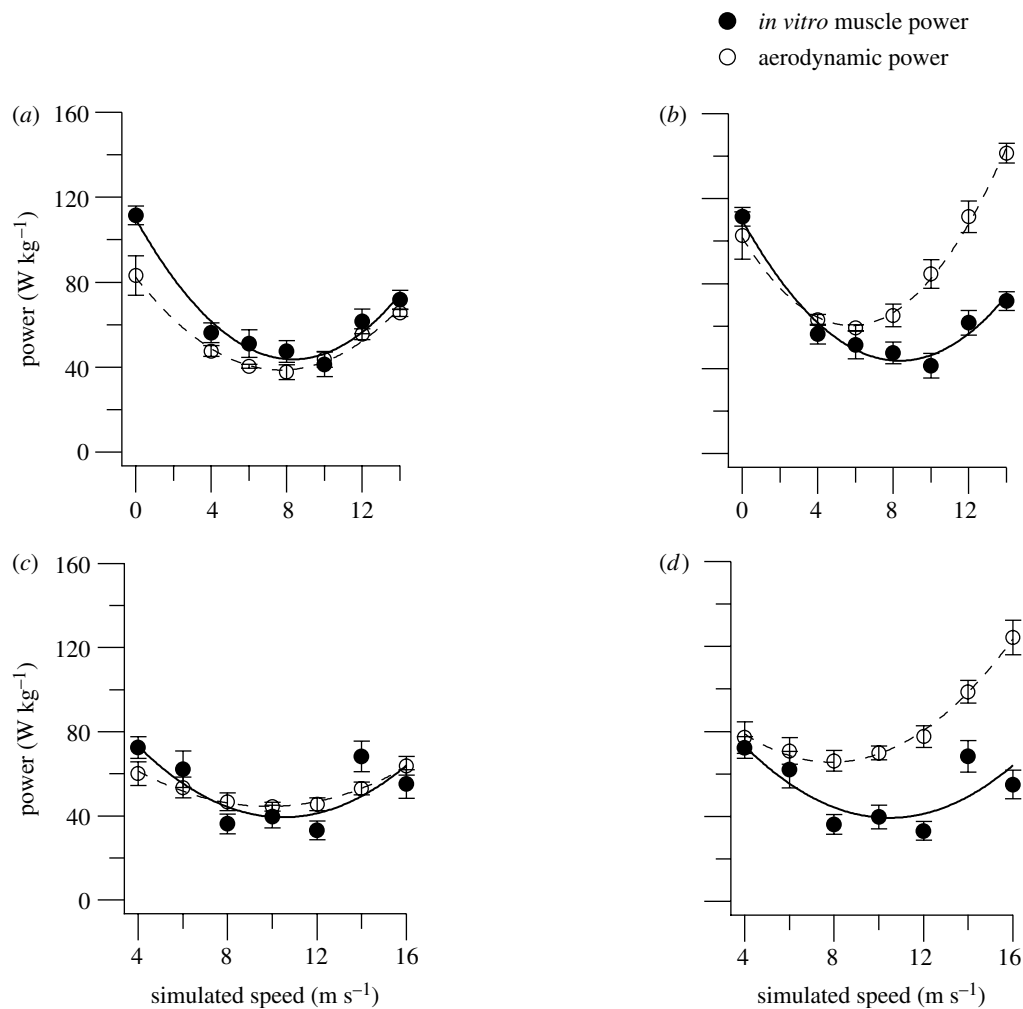 in vitro muscle power
aerodynamic power
(a)
(b)
160
120
80
40
0
power (W kg⁻¹)
0 4 8 12
0 4 8 12
(c)
(d)
160
120
80
40
0
power (W kg⁻¹)
4 8 12 16
4 8 12 16
simulated speed (m s⁻¹)
simulated speed (m s⁻¹)